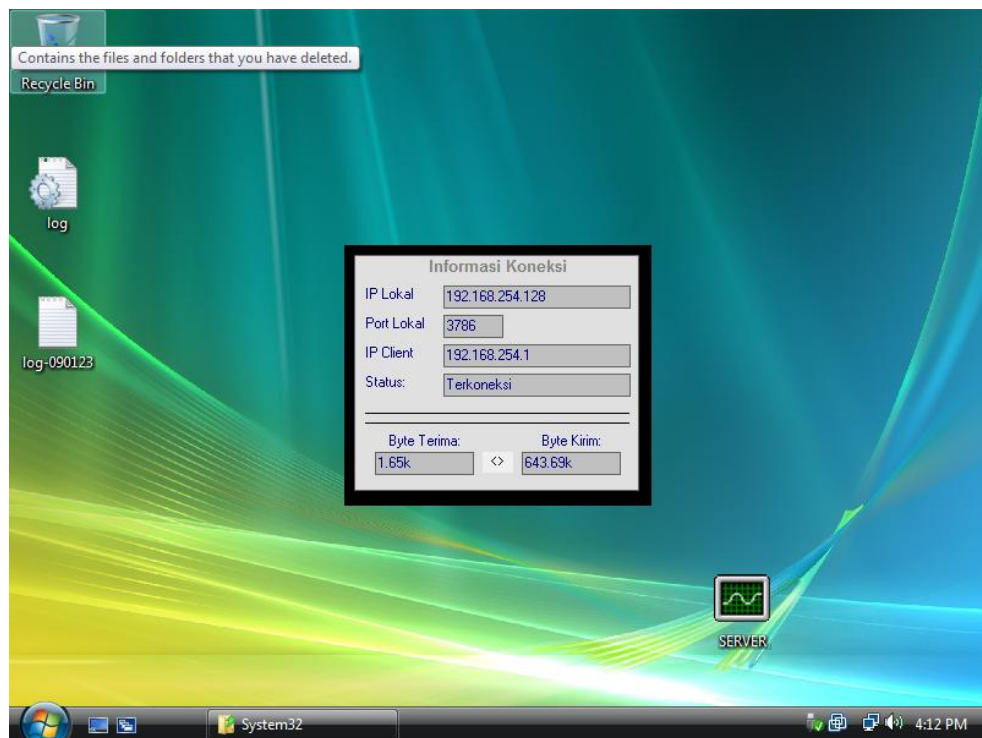 Contains the files and folders that you have deleted.
Recycle Bin
log
log-090123
Informasi Koneksi
IP Lokal 192.168.254.128
Port Lokal 3786
IP Client 192.168.254.1
Status: Terkoneksi
Byte Terima: Byte Kirim:
1.65k <> 643.69k
SERVER
System32 4:12 PM